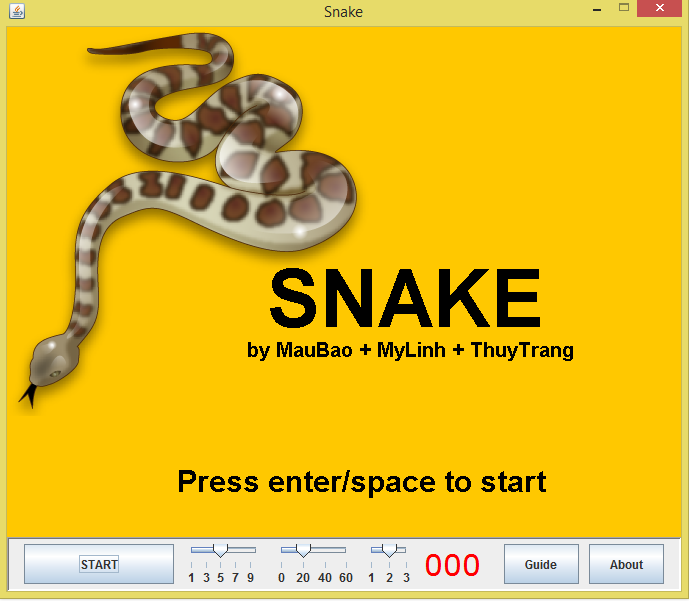 Snake
SNAKE
by MauBao + MyLinh + ThuyTrang
Press enter/space to start
START
1 3 5 7 9
0 20 40 60
1 2 3
000
Guide
About